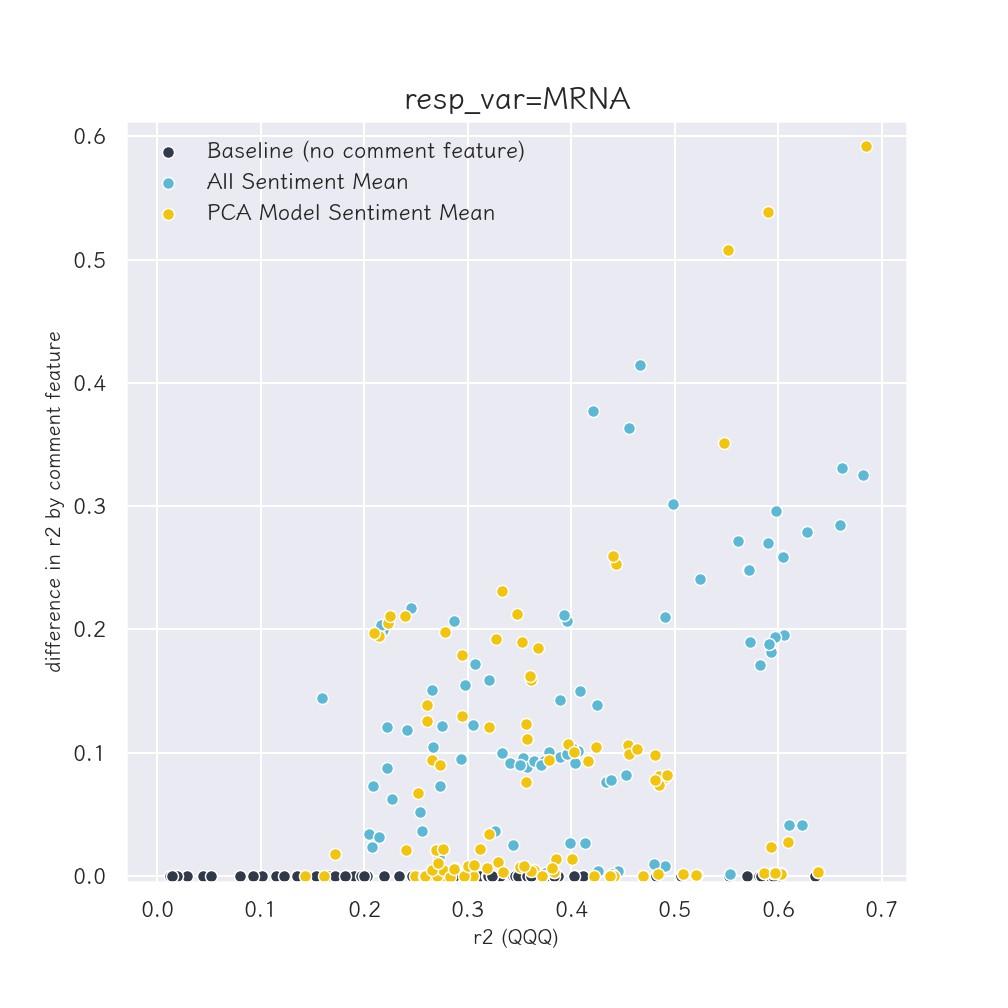 resp_var=MRNA
Baseline (no comment feature)
All Sentiment Mean
PCA Model Sentiment Mean
difference in r2 by comment feature
0.6
0.5
0.4
0.3
0.2
0.1
0.0
0.0 0.1 0.2 0.3 0.4 0.5 0.6 0.7
r2 (QQQ)